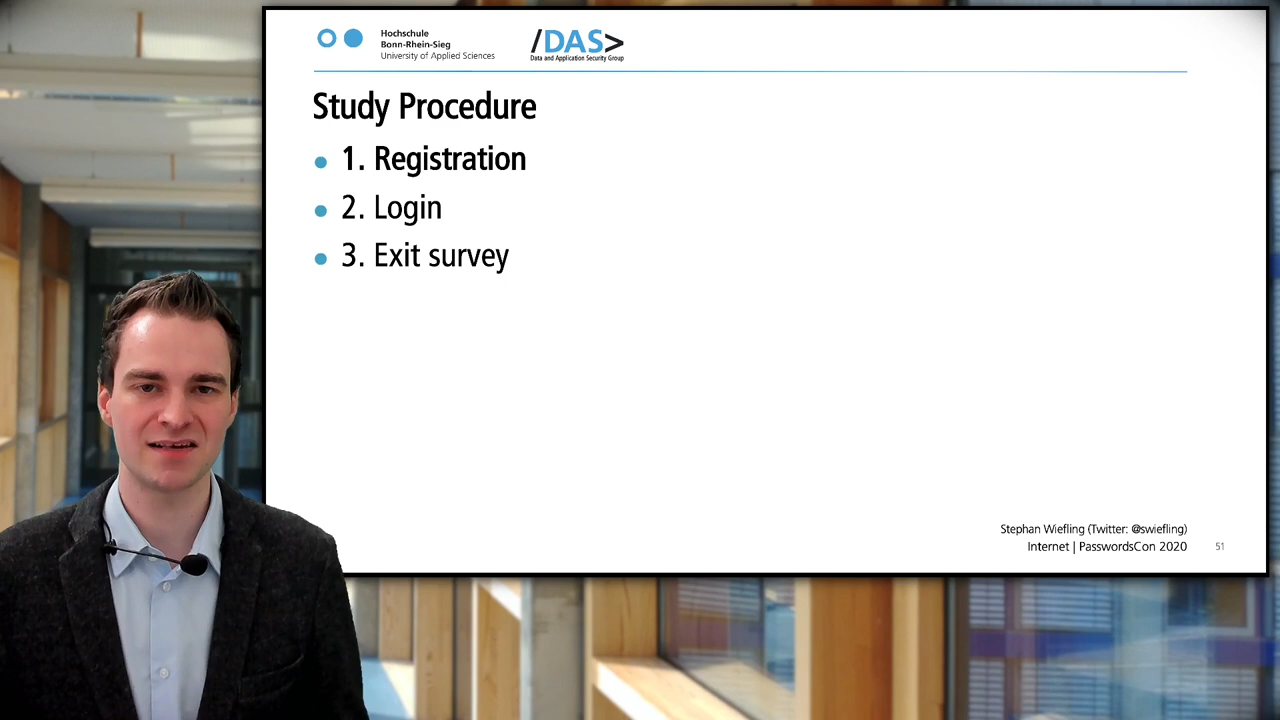 Hochschule
Bonn-Rhein-Sieg
University of Applied Sciences
/DAS>
Data and Application Security Group
Study Procedure
1. Registration
2. Login
3. Exit survey
Stephan Wiefling (Twitter: @swiefling)
Internet | PasswordsCon 2020
51